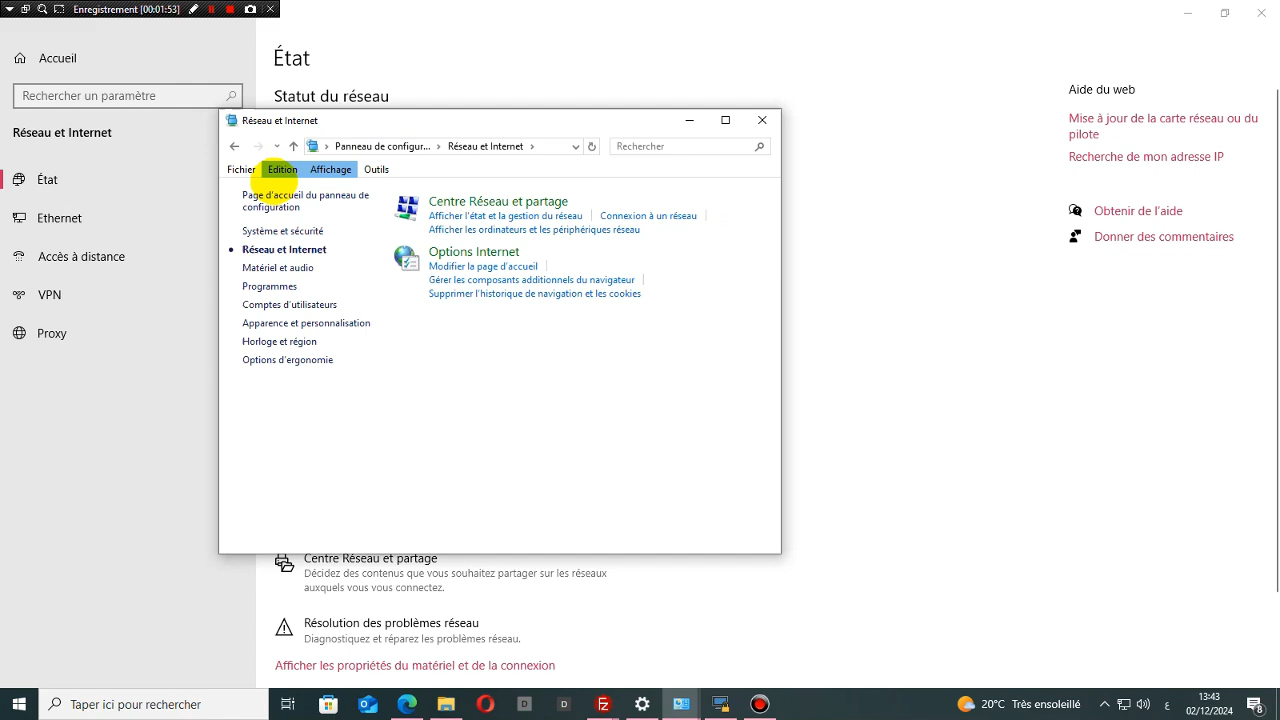 Enregistrement [00:01:53]
Accueil
Rechercher un paramètre
Réseau et Internet
État
Ethernet
Accès à distance
VPN
Proxy
État
Statut du réseau
Réseau et Internet
Panneau de configur...
Réseau et Internet
Rechercher
Fichier
Edition
Affichage
Outils
Page d'accueil du panneau de
configuration
Système et sécurité
Réseau et Internet
Matériel et audio
Programmes
Comptes d'utilisateurs
Apparence et personnalisation
Horloge et région
Options d'ergonomie
Centre Réseau et partage
Afficher l'état et la gestion du réseau
Connexion à un réseau
Afficher les ordinateurs et les périphériques réseau
Options Internet
Modifier la page d'accueil
Gérer les composants additionnels du navigateur
Supprimer l'historique de navigation et les cookies
Centre Réseau et partage
Décidez des contenus que vous souhaitez partager sur les réseaux
auxquels vous vous connectez.
Résolution des problèmes réseau
Diagnostiquez et réparez les problèmes réseau.
Afficher les propriétés du matériel et de la connexion
Aide du web
Mise à jour de la carte réseau ou du
pilote
Recherche de mon adresse IP
Obtenir de l'aide
Donner des commentaires
Taper ici pour rechercher
D
D
FZ
20°C Très ensoleillé
ع
13:43
02/12/2024
8